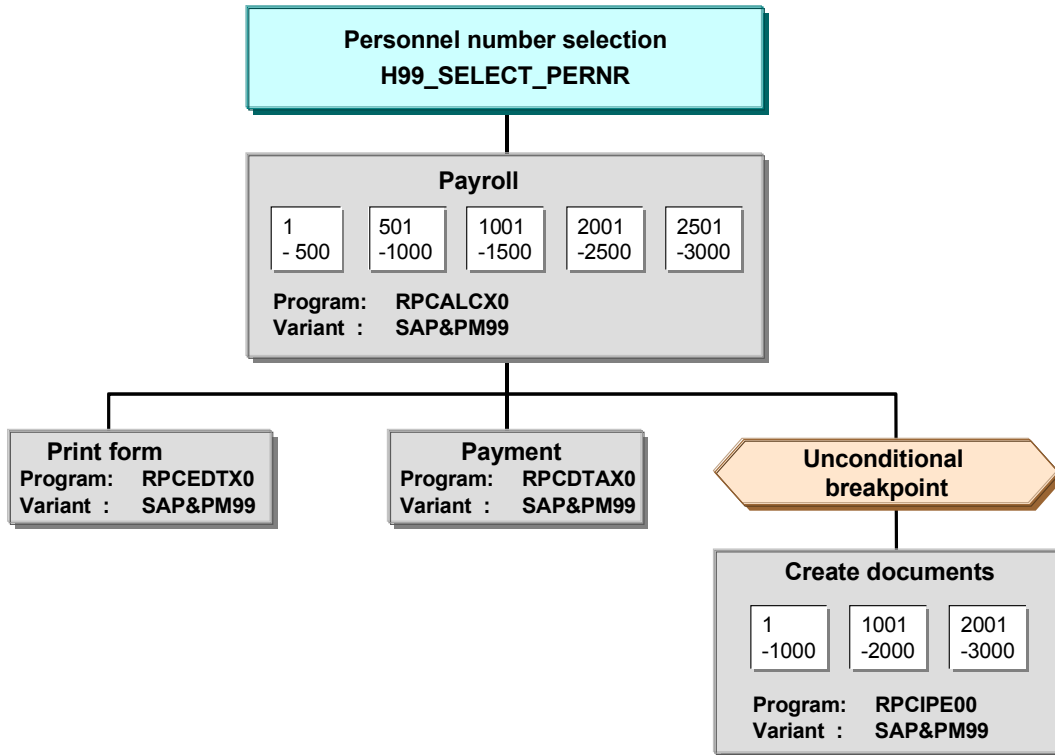 Personnel number selection
H99_SELECT_PERNR
Payroll
1
- 500
501
-1000
1001
-1500
2001
-2500
2501
-3000
Program: RPCALCX0
Variant : SAP&PM99
Print form
Program: RPCEDTX0
Variant : SAP&PM99
Payment
Program: RPCDTAX0
Variant : SAP&PM99
Unconditional
breakpoint
Create documents
1
-1000
1001
-2000
2001
-3000
Program: RPCIPE00
Variant : SAP&PM99